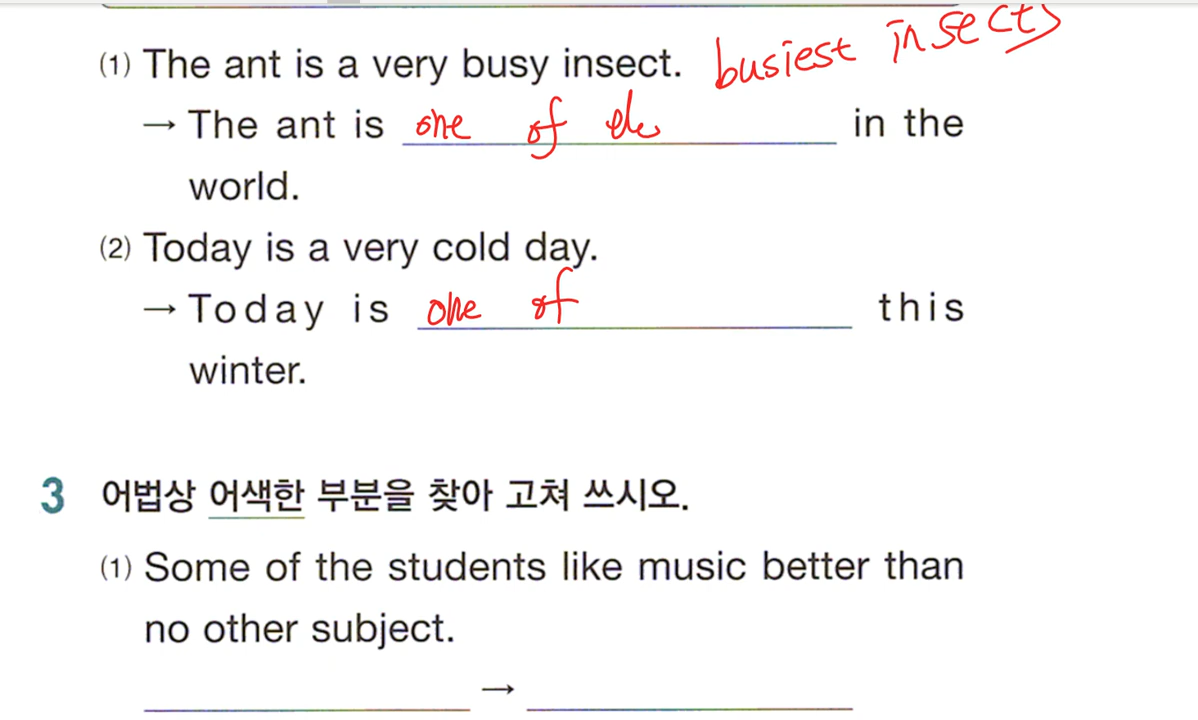 (1) The ant is a very busy insect. busiest insects
→ The ant is one of the in the
world.
(2) Today is a very cold day.
→ Today is one of this
winter.
3 어법상 어색한 부분을 찾아 고쳐 쓰시오.
(1) Some of the students like music better than
no other subject.
→